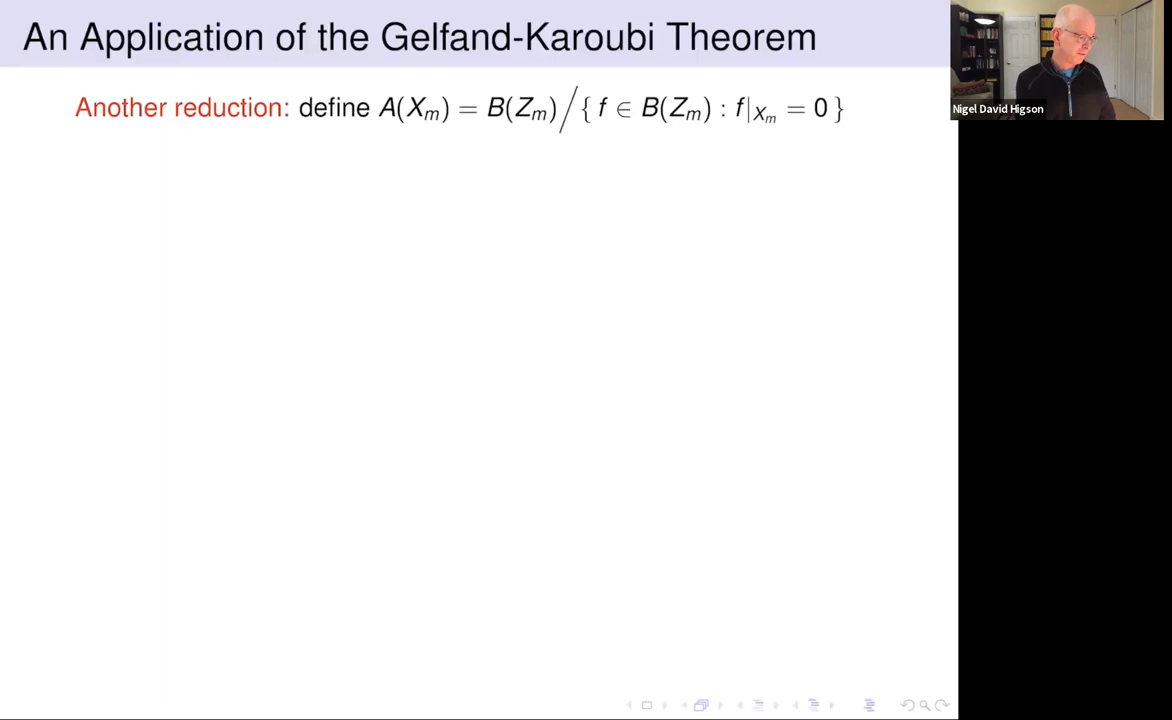 An Application of the Gelfand-Karoubi Theorem
Another reduction: define A(Xₘ) = B(Zₘ)/{ f ∈ B(Zₘ) : f|Xₘ = 0 }
Nigel David Higson